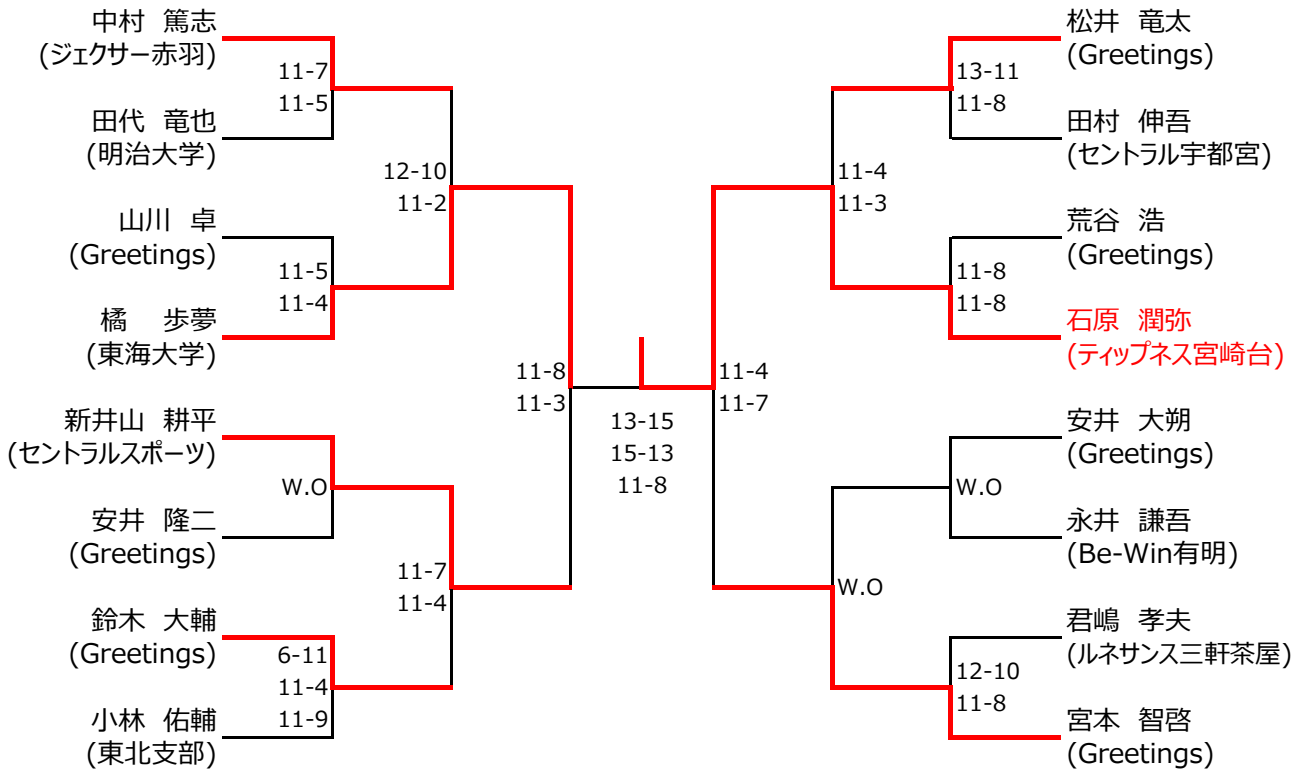 中村 篤志
(ジェクサー赤羽)
11-7
11-5
田代 竜也
(明治大学)
12-10
11-2
山川 卓
(Greetings)
11-5
11-4
橘 歩夢
(東海大学)
11-8
11-3
新井山 耕平
(セントラルスポーツ)
W.O
安井 隆二
(Greetings)
11-7
11-4
鈴木 大輔
(Greetings)
6-11
11-4
11-9
小林 佑輔
(東北支部)
13-15
15-13
11-8
松井 竜太
(Greetings)
13-11
11-8
田村 伸吾
(セントラル宇都宮)
11-4
11-3
荒谷 浩
(Greetings)
11-8
11-8
石原 潤弥
(ティップネス宮崎台)
11-4
11-7
安井 大朔
(Greetings)
W.O
永井 謙吾
(Be-Win有明)
W.O
君嶋 孝夫
(ルネサンス三軒茶屋)
12-10
11-8
宮本 智啓
(Greetings)